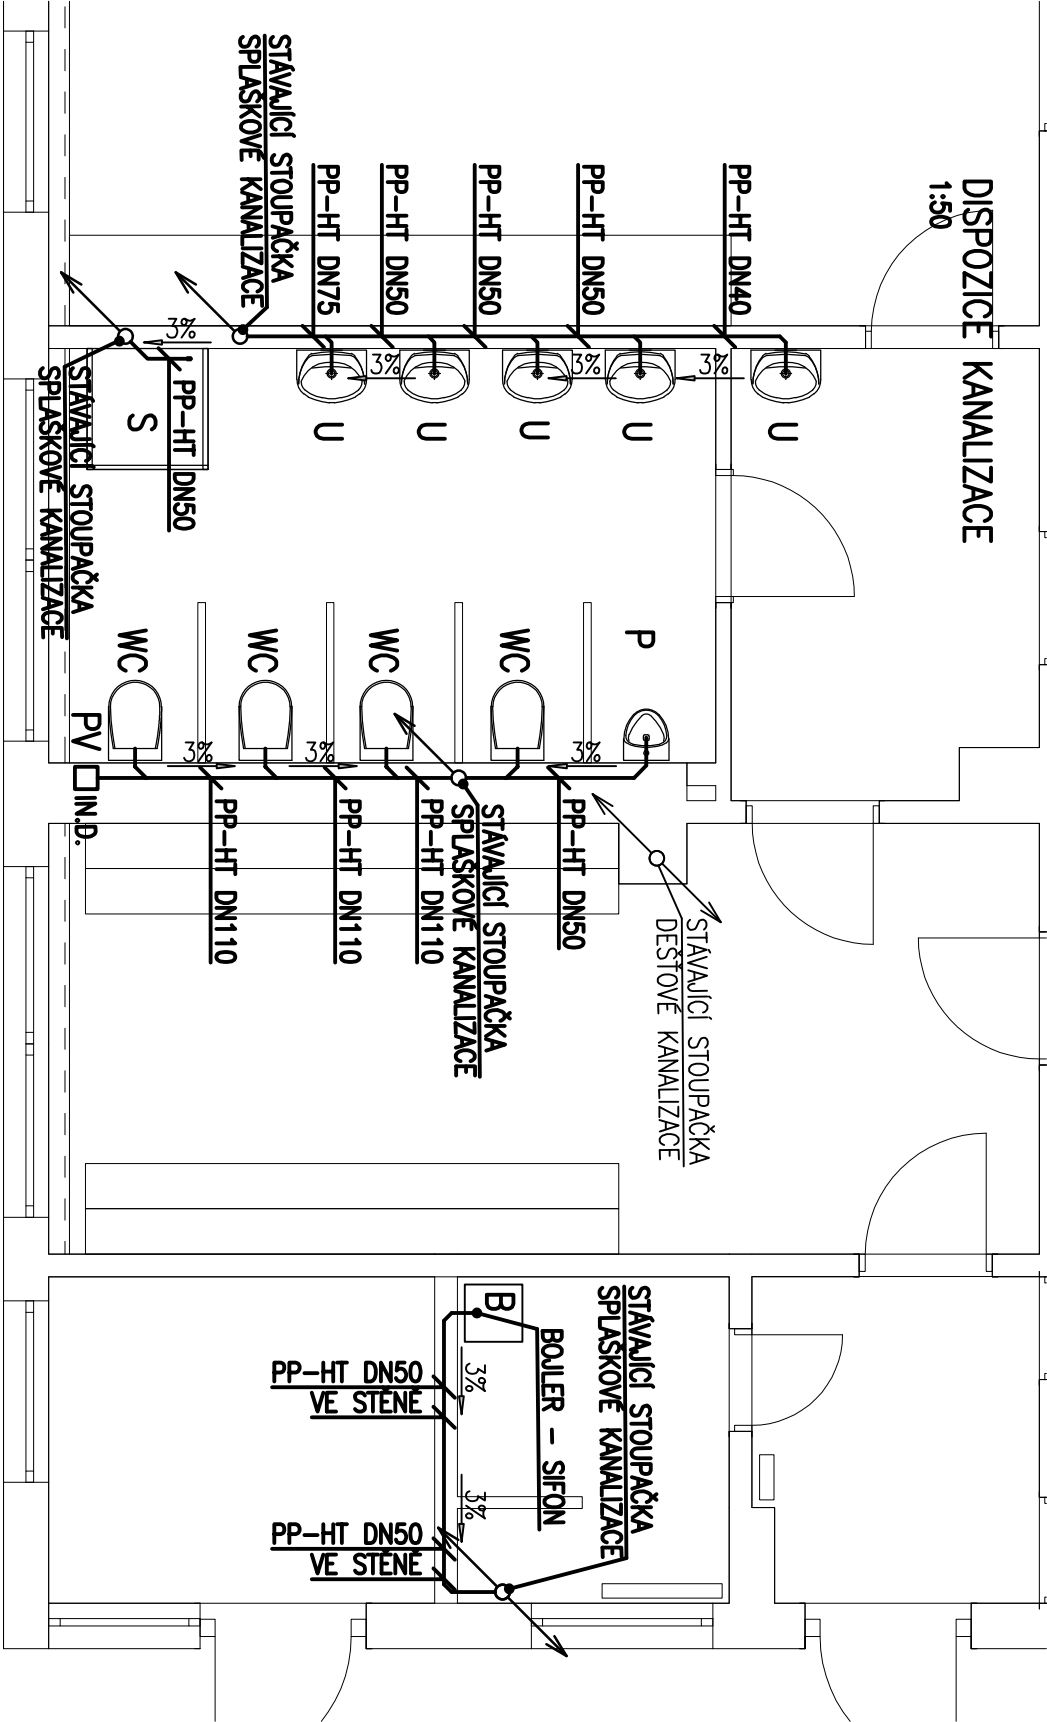 DISPOZICE KANALIZACE
1:50
PP-HT DN40
PP-HT DN50
PP-HT DN50
PP-HT DN50
PP-HT DN75
STÁVAJÍCÍ STOUPAČKA
SPLAŠKOVÉ KANALIZACE
3%
3%
3%
3%
U
U
U
U
U
S
PP-HT DN50
STÁVAJÍCÍ STOUPAČKA
SPLAŠKOVÉ KANALIZACE
P
WC
WC
WC
WC
PV
IN.D.
3%
3%
3%
PP-HT DN50
PP-HT DN110
PP-HT DN110
PP-HT DN110
STÁVAJÍCÍ STOUPAČKA
SPLAŠKOVÉ KANALIZACE
STÁVAJÍCÍ STOUPAČKA
DEŠŤOVÉ KANALIZACE
STÁVAJÍCÍ STOUPAČKA
SPLAŠKOVÉ KANALIZACE
BOJLER - SIFON
B
3%
3%
PP-HT DN50
VE STĚNĚ
PP-HT DN50
VE STĚNĚ